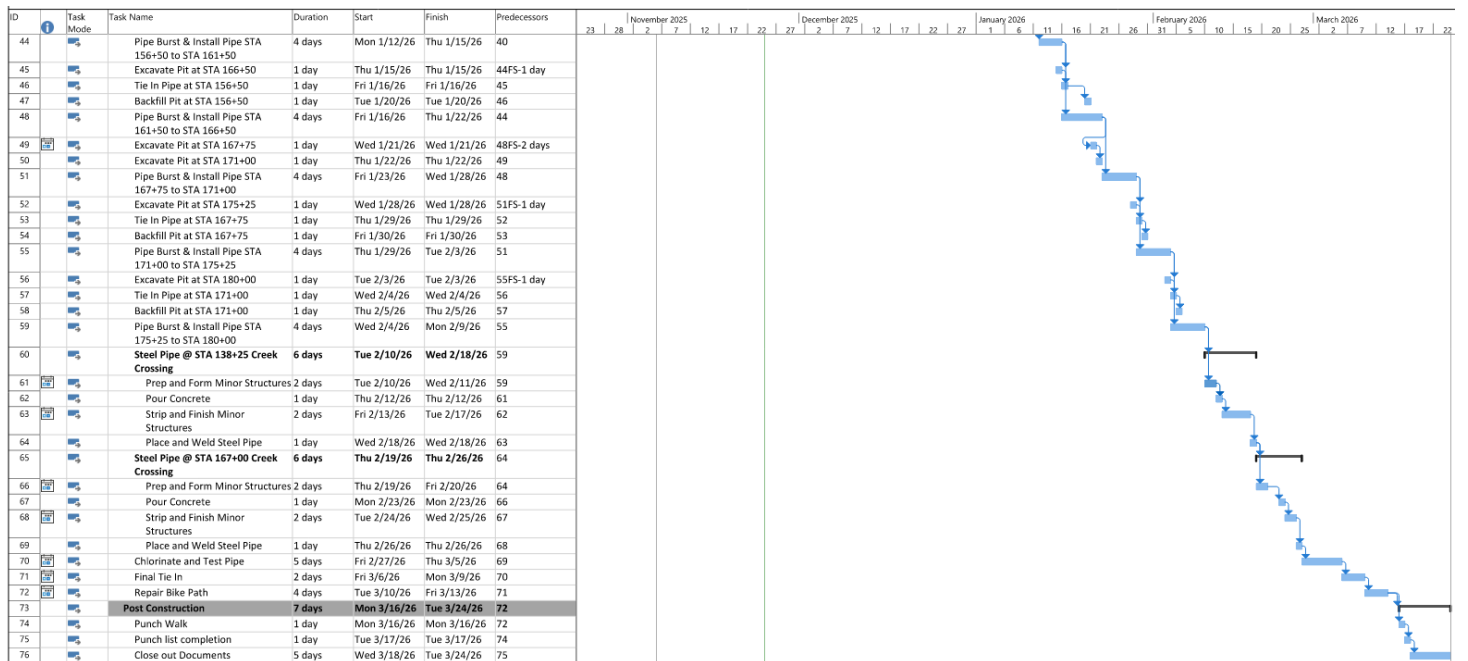 ID Task Mode Task Name Duration Start Finish Predecessors
November 2025 December 2025 January 2026 February 2026 March 2026
23 28 2 7 12 17 22 27 2 7 12 17 22 27 1 6 11 16 21 26 31 5 10 15 20 25 2 7 12 17 22
44 Pipe Burst & Install Pipe STA 4 days Mon 1/12/26 Thu 1/15/26 40
156+50 to STA 161+50
45 Excavate Pit at STA 166+50 1 day Thu 1/15/26 Thu 1/15/26 44FS-1 day
46 Tie In Pipe at STA 156+50 1 day Fri 1/16/26 Fri 1/16/26 45
47 Backfill Pit at STA 156+50 1 day Tue 1/20/26 Tue 1/20/26 46
48 Pipe Burst & Install Pipe STA 4 days Fri 1/16/26 Thu 1/22/26 44
161+50 to STA 166+50
49 Excavate Pit at STA 167+75 1 day Wed 1/21/26 Wed 1/21/26 48FS-2 days
50 Excavate Pit at STA 171+00 1 day Thu 1/22/26 Thu 1/22/26 49
51 Pipe Burst & Install Pipe STA 4 days Fri 1/23/26 Wed 1/28/26 48
167+75 to STA 171+00
52 Excavate Pit at STA 175+25 1 day Wed 1/28/26 Wed 1/28/26 51FS-1 day
53 Tie In Pipe at STA 167+75 1 day Thu 1/29/26 Thu 1/29/26 52
54 Backfill Pit at STA 167+75 1 day Fri 1/30/26 Fri 1/30/26 53
55 Pipe Burst & Install Pipe STA 4 days Thu 1/29/26 Tue 2/3/26 51
171+00 to STA 175+25
56 Excavate Pit at STA 180+00 1 day Tue 2/3/26 Tue 2/3/26 55FS-1 day
57 Tie In Pipe at STA 171+00 1 day Wed 2/4/26 Wed 2/4/26 56
58 Backfill Pit at STA 171+00 1 day Thu 2/5/26 Thu 2/5/26 57
59 Pipe Burst & Install Pipe STA 4 days Wed 2/4/26 Mon 2/9/26 55
175+25 to STA 180+00
60 Steel Pipe @ STA 138+25 Creek 6 days Tue 2/10/26 Wed 2/18/26 59
Crossing
61 Prep and Form Minor Structures 2 days Tue 2/10/26 Wed 2/11/26 59
62 Pour Concrete 1 day Thu 2/12/26 Thu 2/12/26 61
63 Strip and Finish Minor 2 days Fri 2/13/26 Tue 2/17/26 62
Structures
64 Place and Weld Steel Pipe 1 day Wed 2/18/26 Wed 2/18/26 63
65 Steel Pipe @ STA 167+00 Creek 6 days Thu 2/19/26 Thu 2/26/26 64
Crossing
66 Prep and Form Minor Structures 2 days Thu 2/19/26 Fri 2/20/26 64
67 Pour Concrete 1 day Mon 2/23/26 Mon 2/23/26 66
68 Strip and Finish Minor 2 days Tue 2/24/26 Wed 2/25/26 67
Structures
69 Place and Weld Steel Pipe 1 day Thu 2/26/26 Thu 2/26/26 68
70 Chlorinate and Test Pipe 5 days Fri 2/27/26 Thu 3/5/26 69
71 Final Tie In 2 days Fri 3/6/26 Mon 3/9/26 70
72 Repair Bike Path 4 days Tue 3/10/26 Fri 3/13/26 71
73 Post Construction 7 days Mon 3/16/26 Tue 3/24/26 72
74 Punch Walk 1 day Mon 3/16/26 Mon 3/16/26 72
75 Punch list completion 1 day Tue 3/17/26 Tue 3/17/26 74
76 Close out Documents 5 days Wed 3/18/26 Tue 3/24/26 75